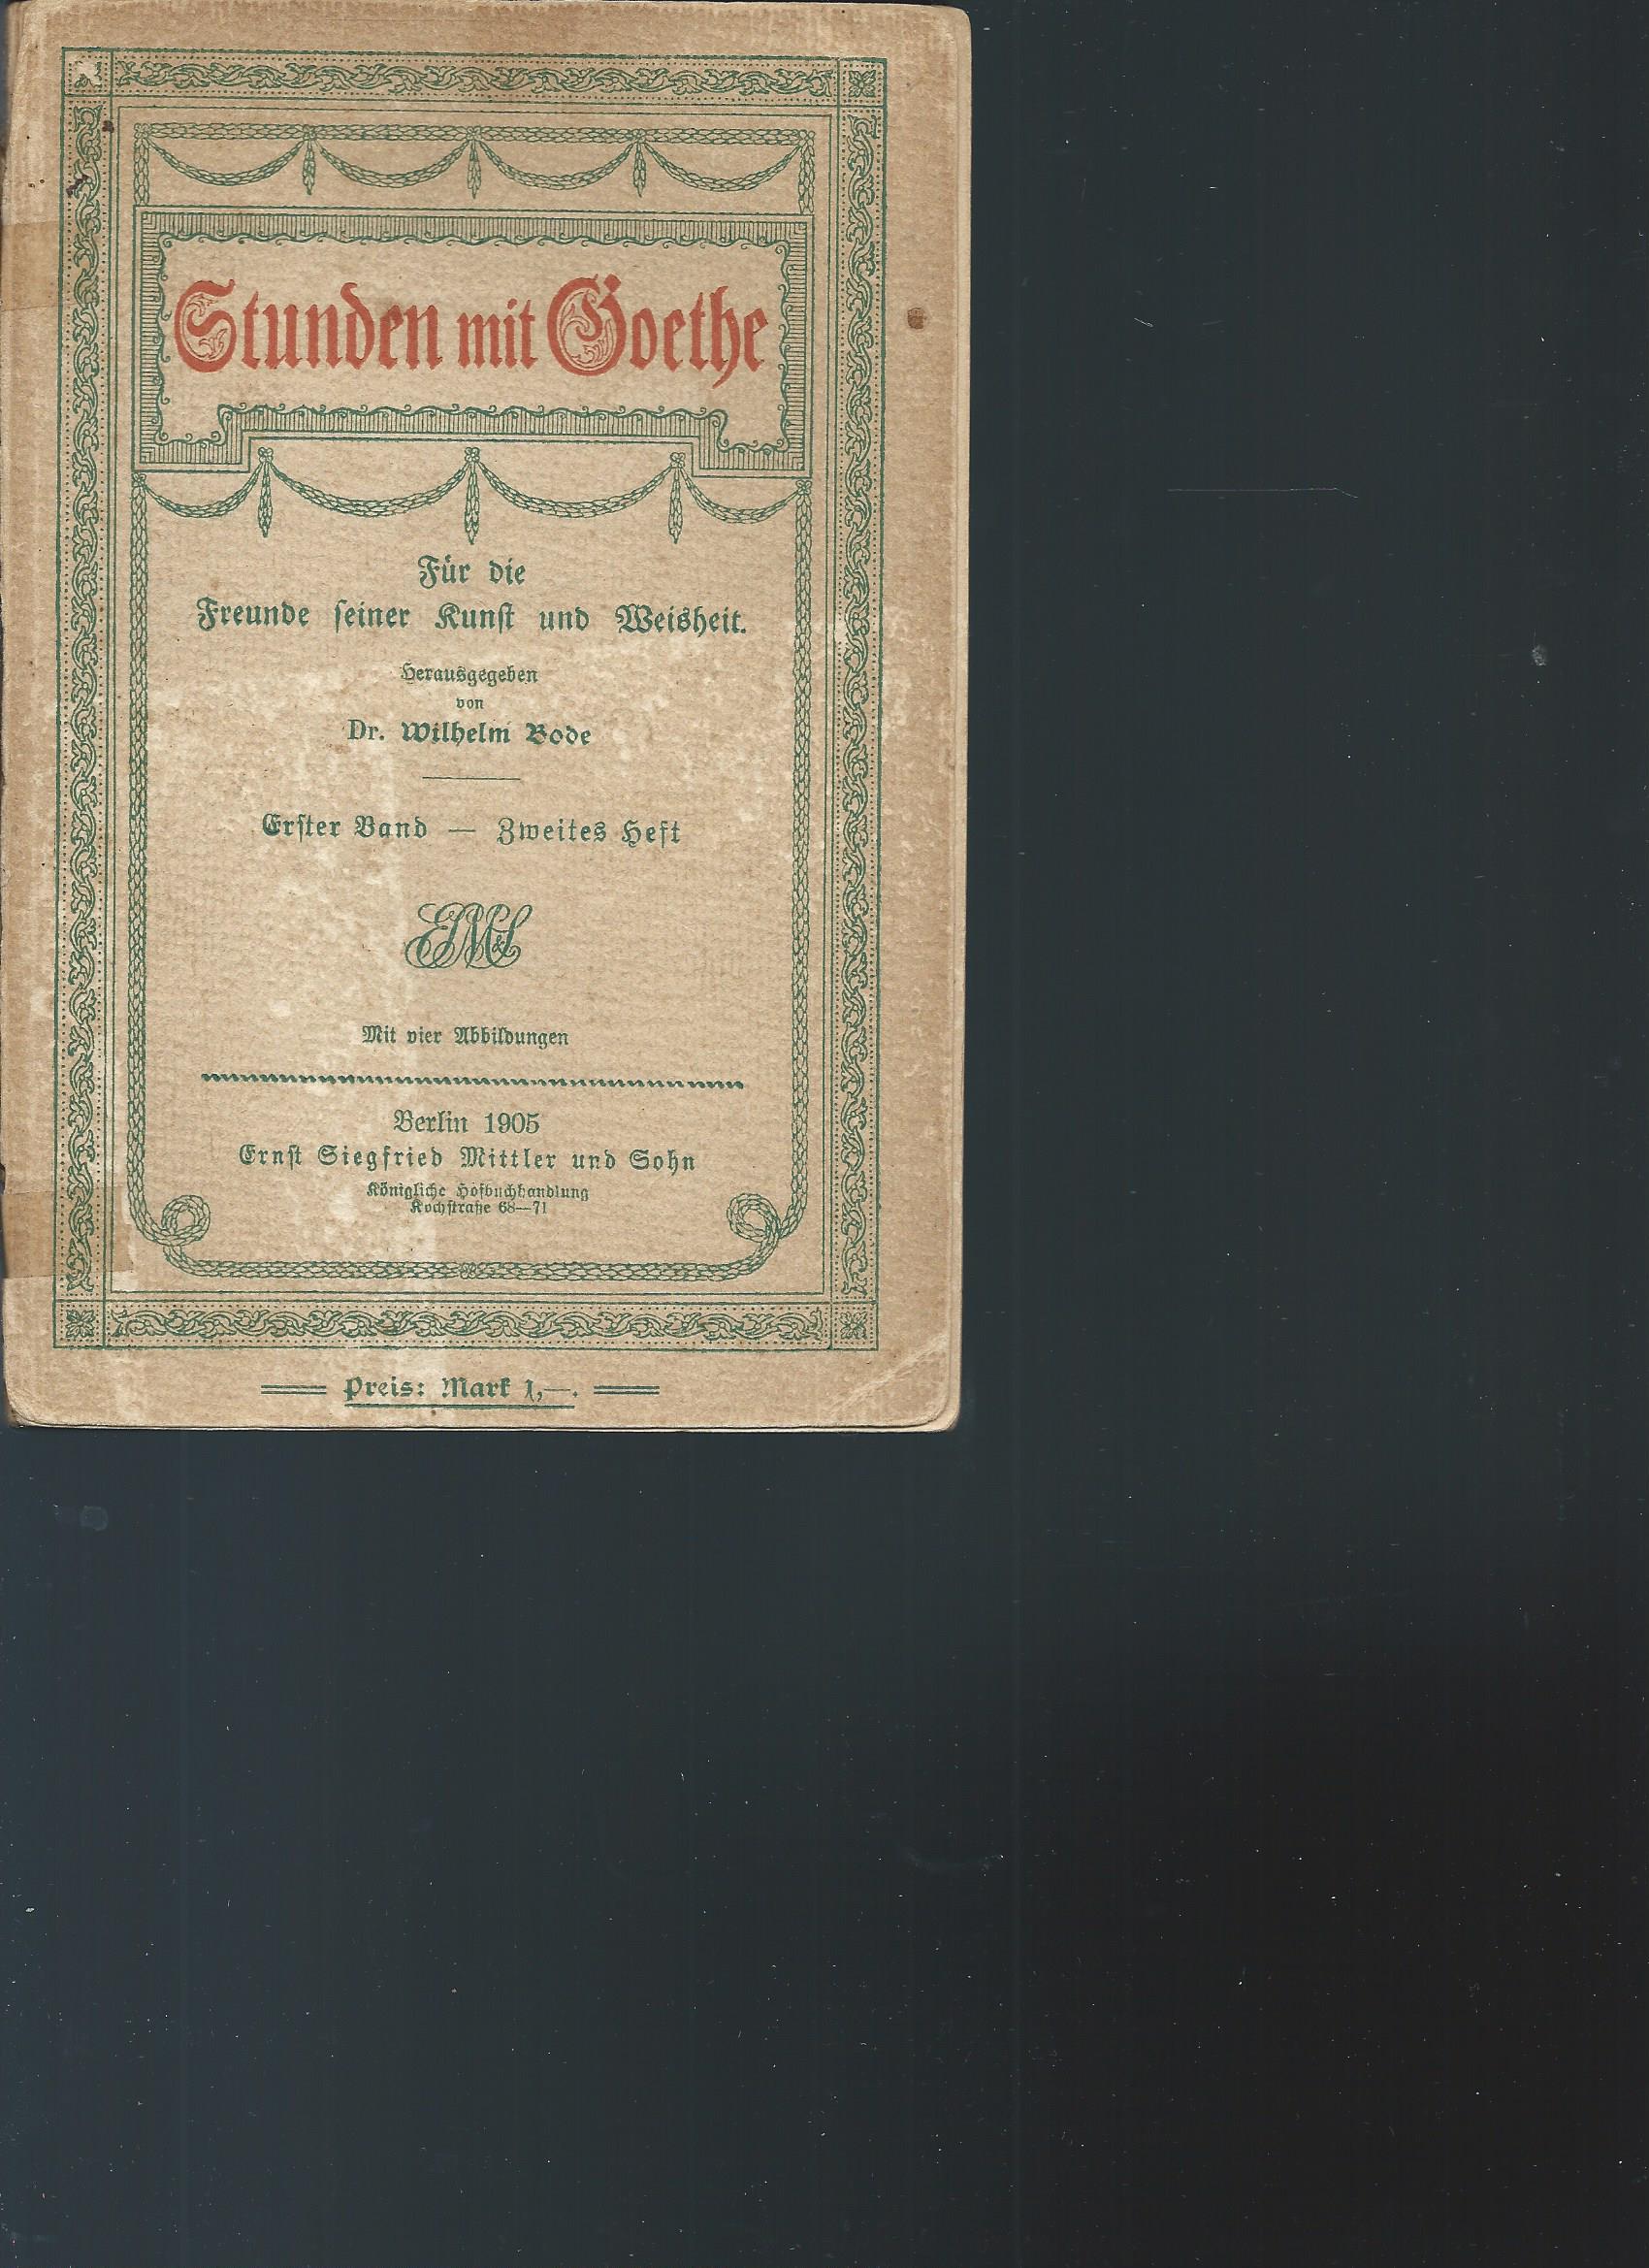 Stunden mit Goethe
Für die
Freunde seiner Kunst und Weisheit.
Herausgegeben
von
Dr. Wilhelm Bode
Erster Band — Zweites Heft
ESM&S
Mit vier Abbildungen
Berlin 1905
Ernst Siegfried Mittler und Sohn
Königliche Hofbuchhandlung
Kochstraße 68—71
Preis: Mark 1,—.